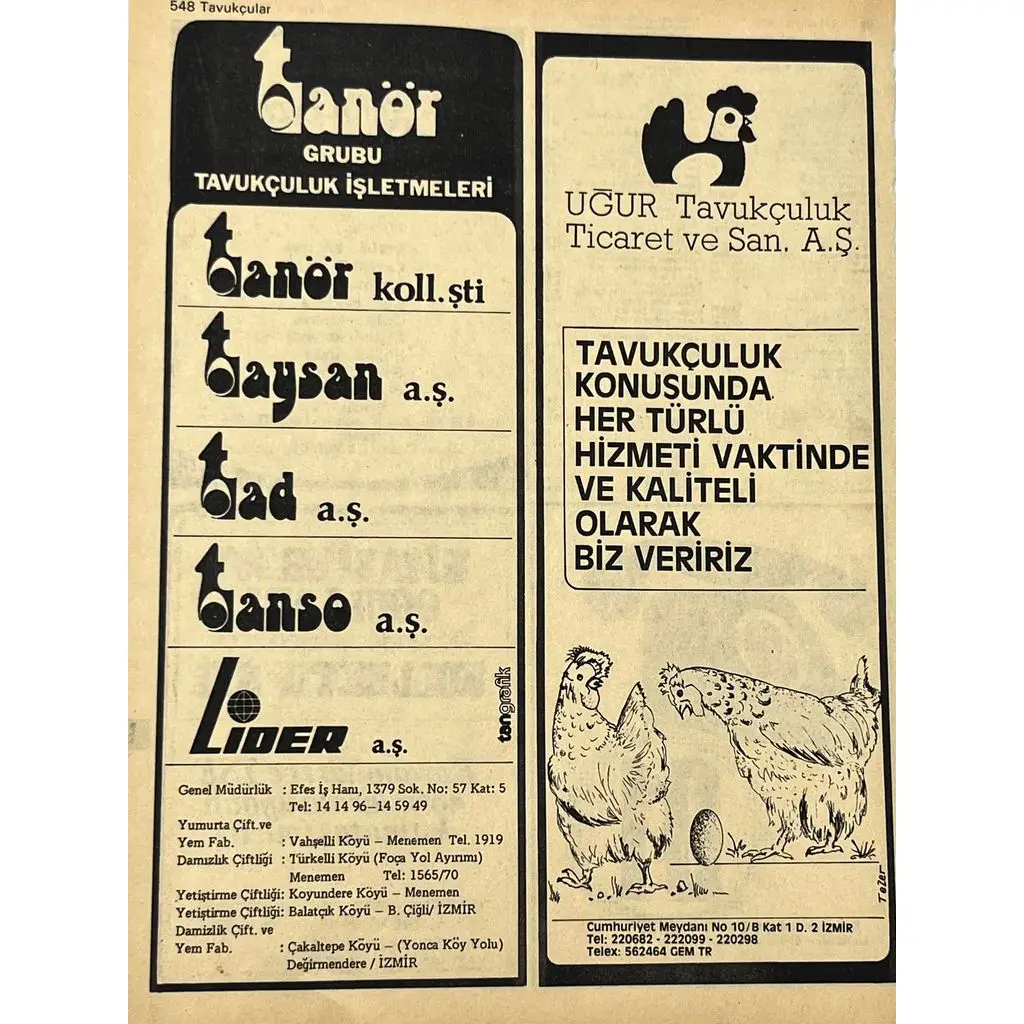 548 Tavukçular
tanör
GRUBU
TAVUKÇULUK İŞLETMELERİ
tanör koll.şti
taysan a.ş.
tad a.ş.
tanso a.ş.
LİDER a.ş.
tangrafik
Genel Müdürlük : Efes İş Hanı, 1379 Sok. No: 57 Kat: 5
Tel: 14 14 96–14 59 49
Yumurta Çift.ve
Yem Fab. : Vahşelli Köyü – Menemen Tel. 1919
Damızlık Çiftliği : Türkelli Köyü (Foça Yol Ayırımı)
Menemen Tel: 1565/70
Yetiştirme Çiftliği: Koyundere Köyü – Menemen
Yetiştirme Çiftliği: Balatçık Köyü – B. Çiğli/ İZMİR
Damizlik Çift. ve
Yem Fab. : Çakaltepe Köyü – (Yonca Köy Yolu)
Değirmendere / İZMİR
UĞUR Tavukçuluk
Ticaret ve San. A.Ş.
TAVUKÇULUK
KONUSUNDA
HER TÜRLÜ
HİZMETİ VAKTİNDE
VE KALİTELİ
OLARAK
BİZ VERİRİZ
Tezer
Cumhuriyet Meydanı No 10/B Kat 1 D. 2 İZMİR
Tel: 220682 - 222099 - 220298
Telex: 562464 GEM TR